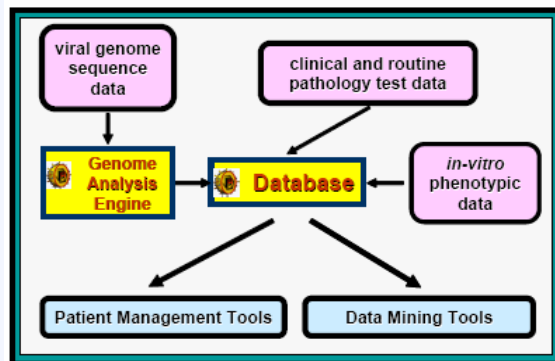 viral genome
sequence
data
clinical and routine
pathology test data
Genome
Analysis
Engine
Database
in-vitro
phenotypic
data
Patient Management Tools
Data Mining Tools